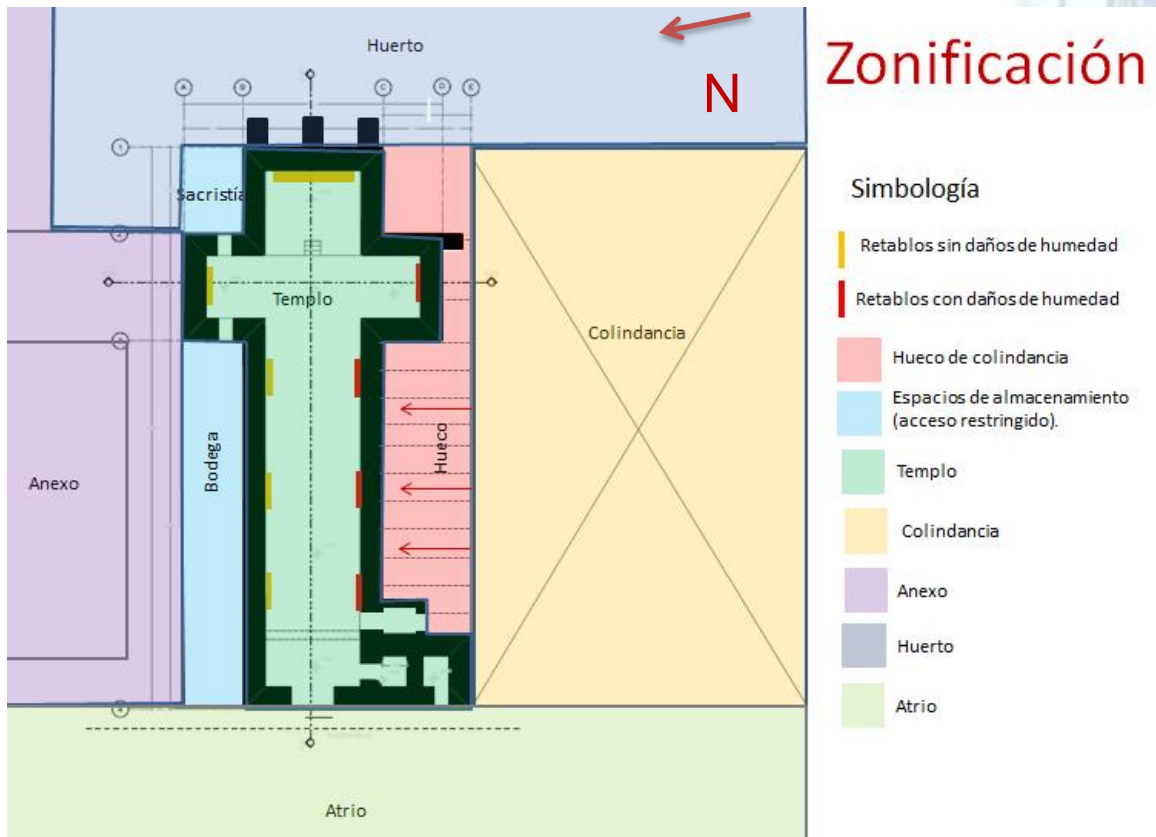 Huerto
N
Zonificación
A
B
C
D
E
1
Sacristía
2
Templo
3
Colindancia
Anexo
Bodega
Hueco
4
Atrio
Simbología
Retablos sin daños de humedad
Retablos con daños de humedad
Hueco de colindancia
Espacios de almacenamiento
(acceso restringido).
Templo
Colindancia
Anexo
Huerto
Atrio